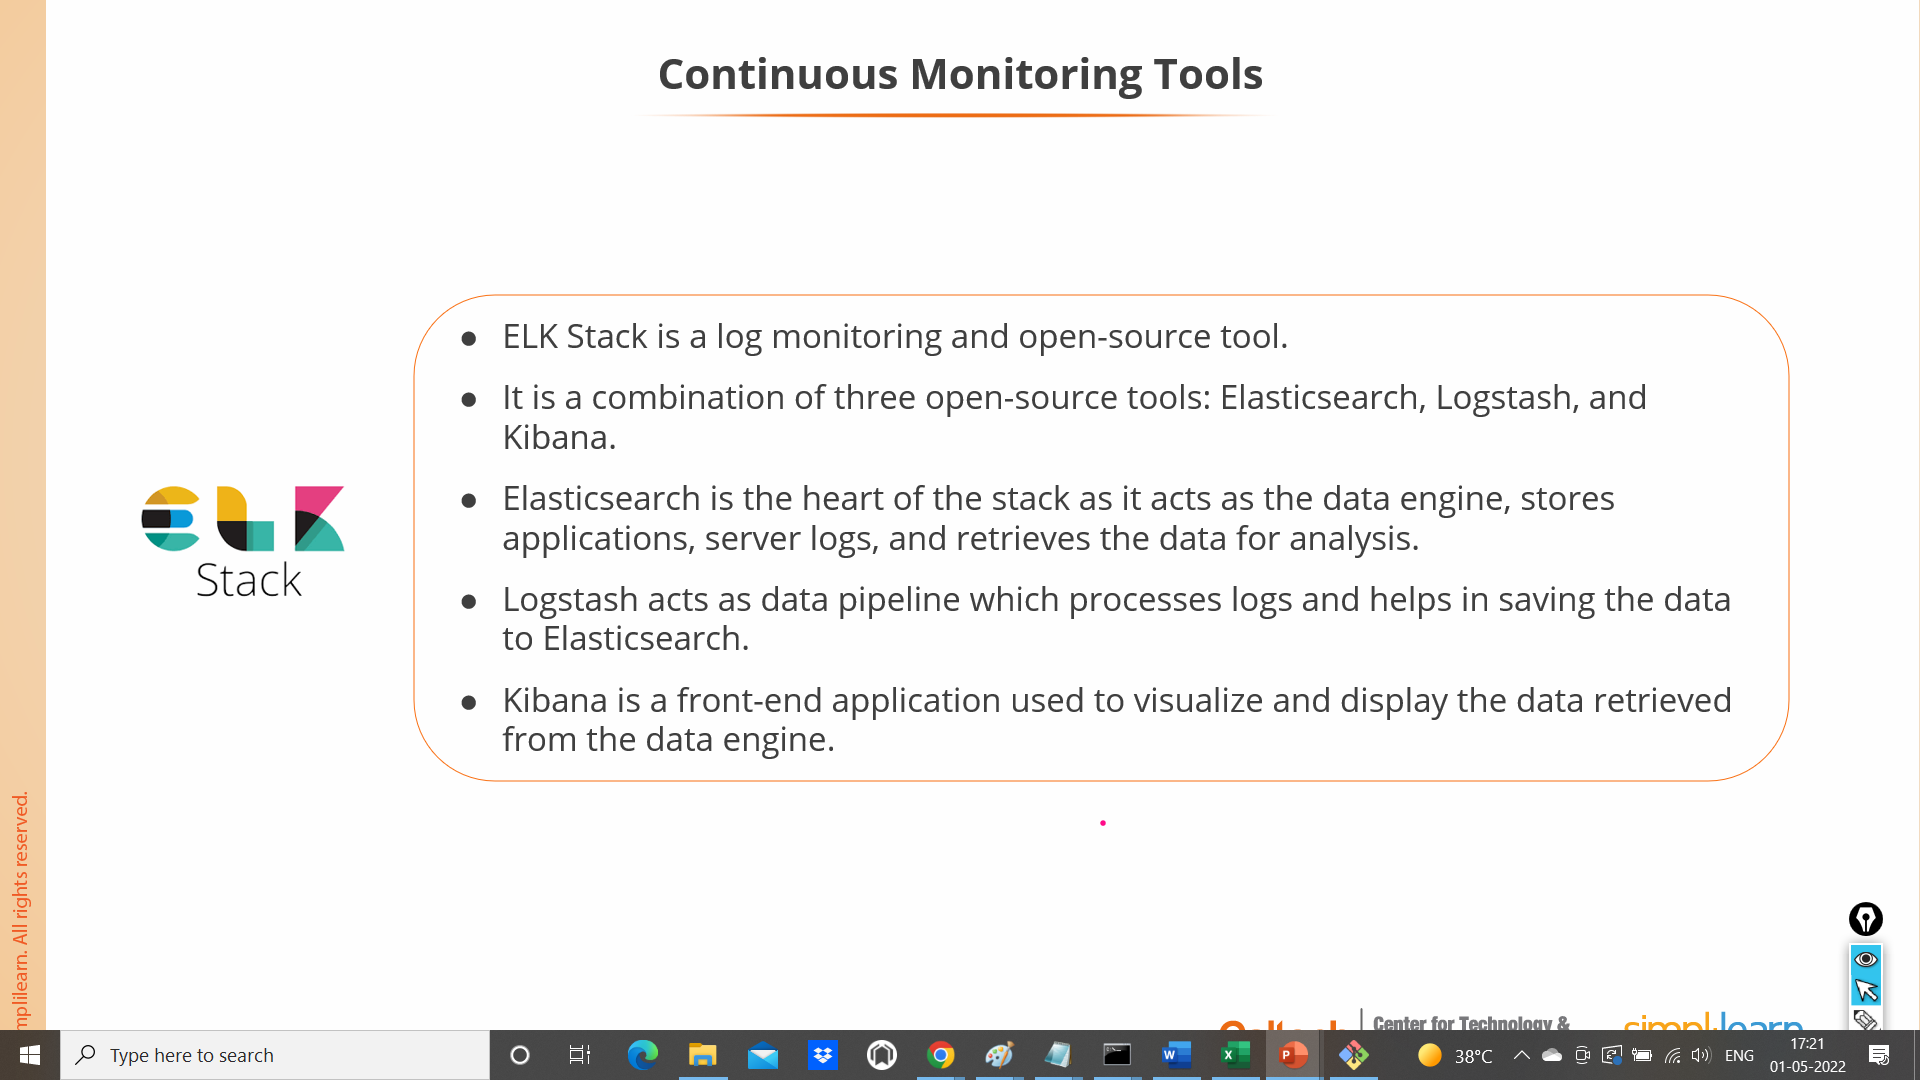 Continuous Monitoring Tools
● ELK Stack is a log monitoring and open-source tool.
● It is a combination of three open-source tools: Elasticsearch, Logstash, and
Kibana.
● Elasticsearch is the heart of the stack as it acts as the data engine, stores
applications, server logs, and retrieves the data for analysis.
● Logstash acts as data pipeline which processes logs and helps in saving the data
to Elasticsearch.
● Kibana is a front-end application used to visualize and display the data retrieved
from the data engine.
ELK
Stack
mplilearn. All rights reserved.
Center for Technology &
simplilearn
Type here to search
38°C
ENG
17:21
01-05-2022